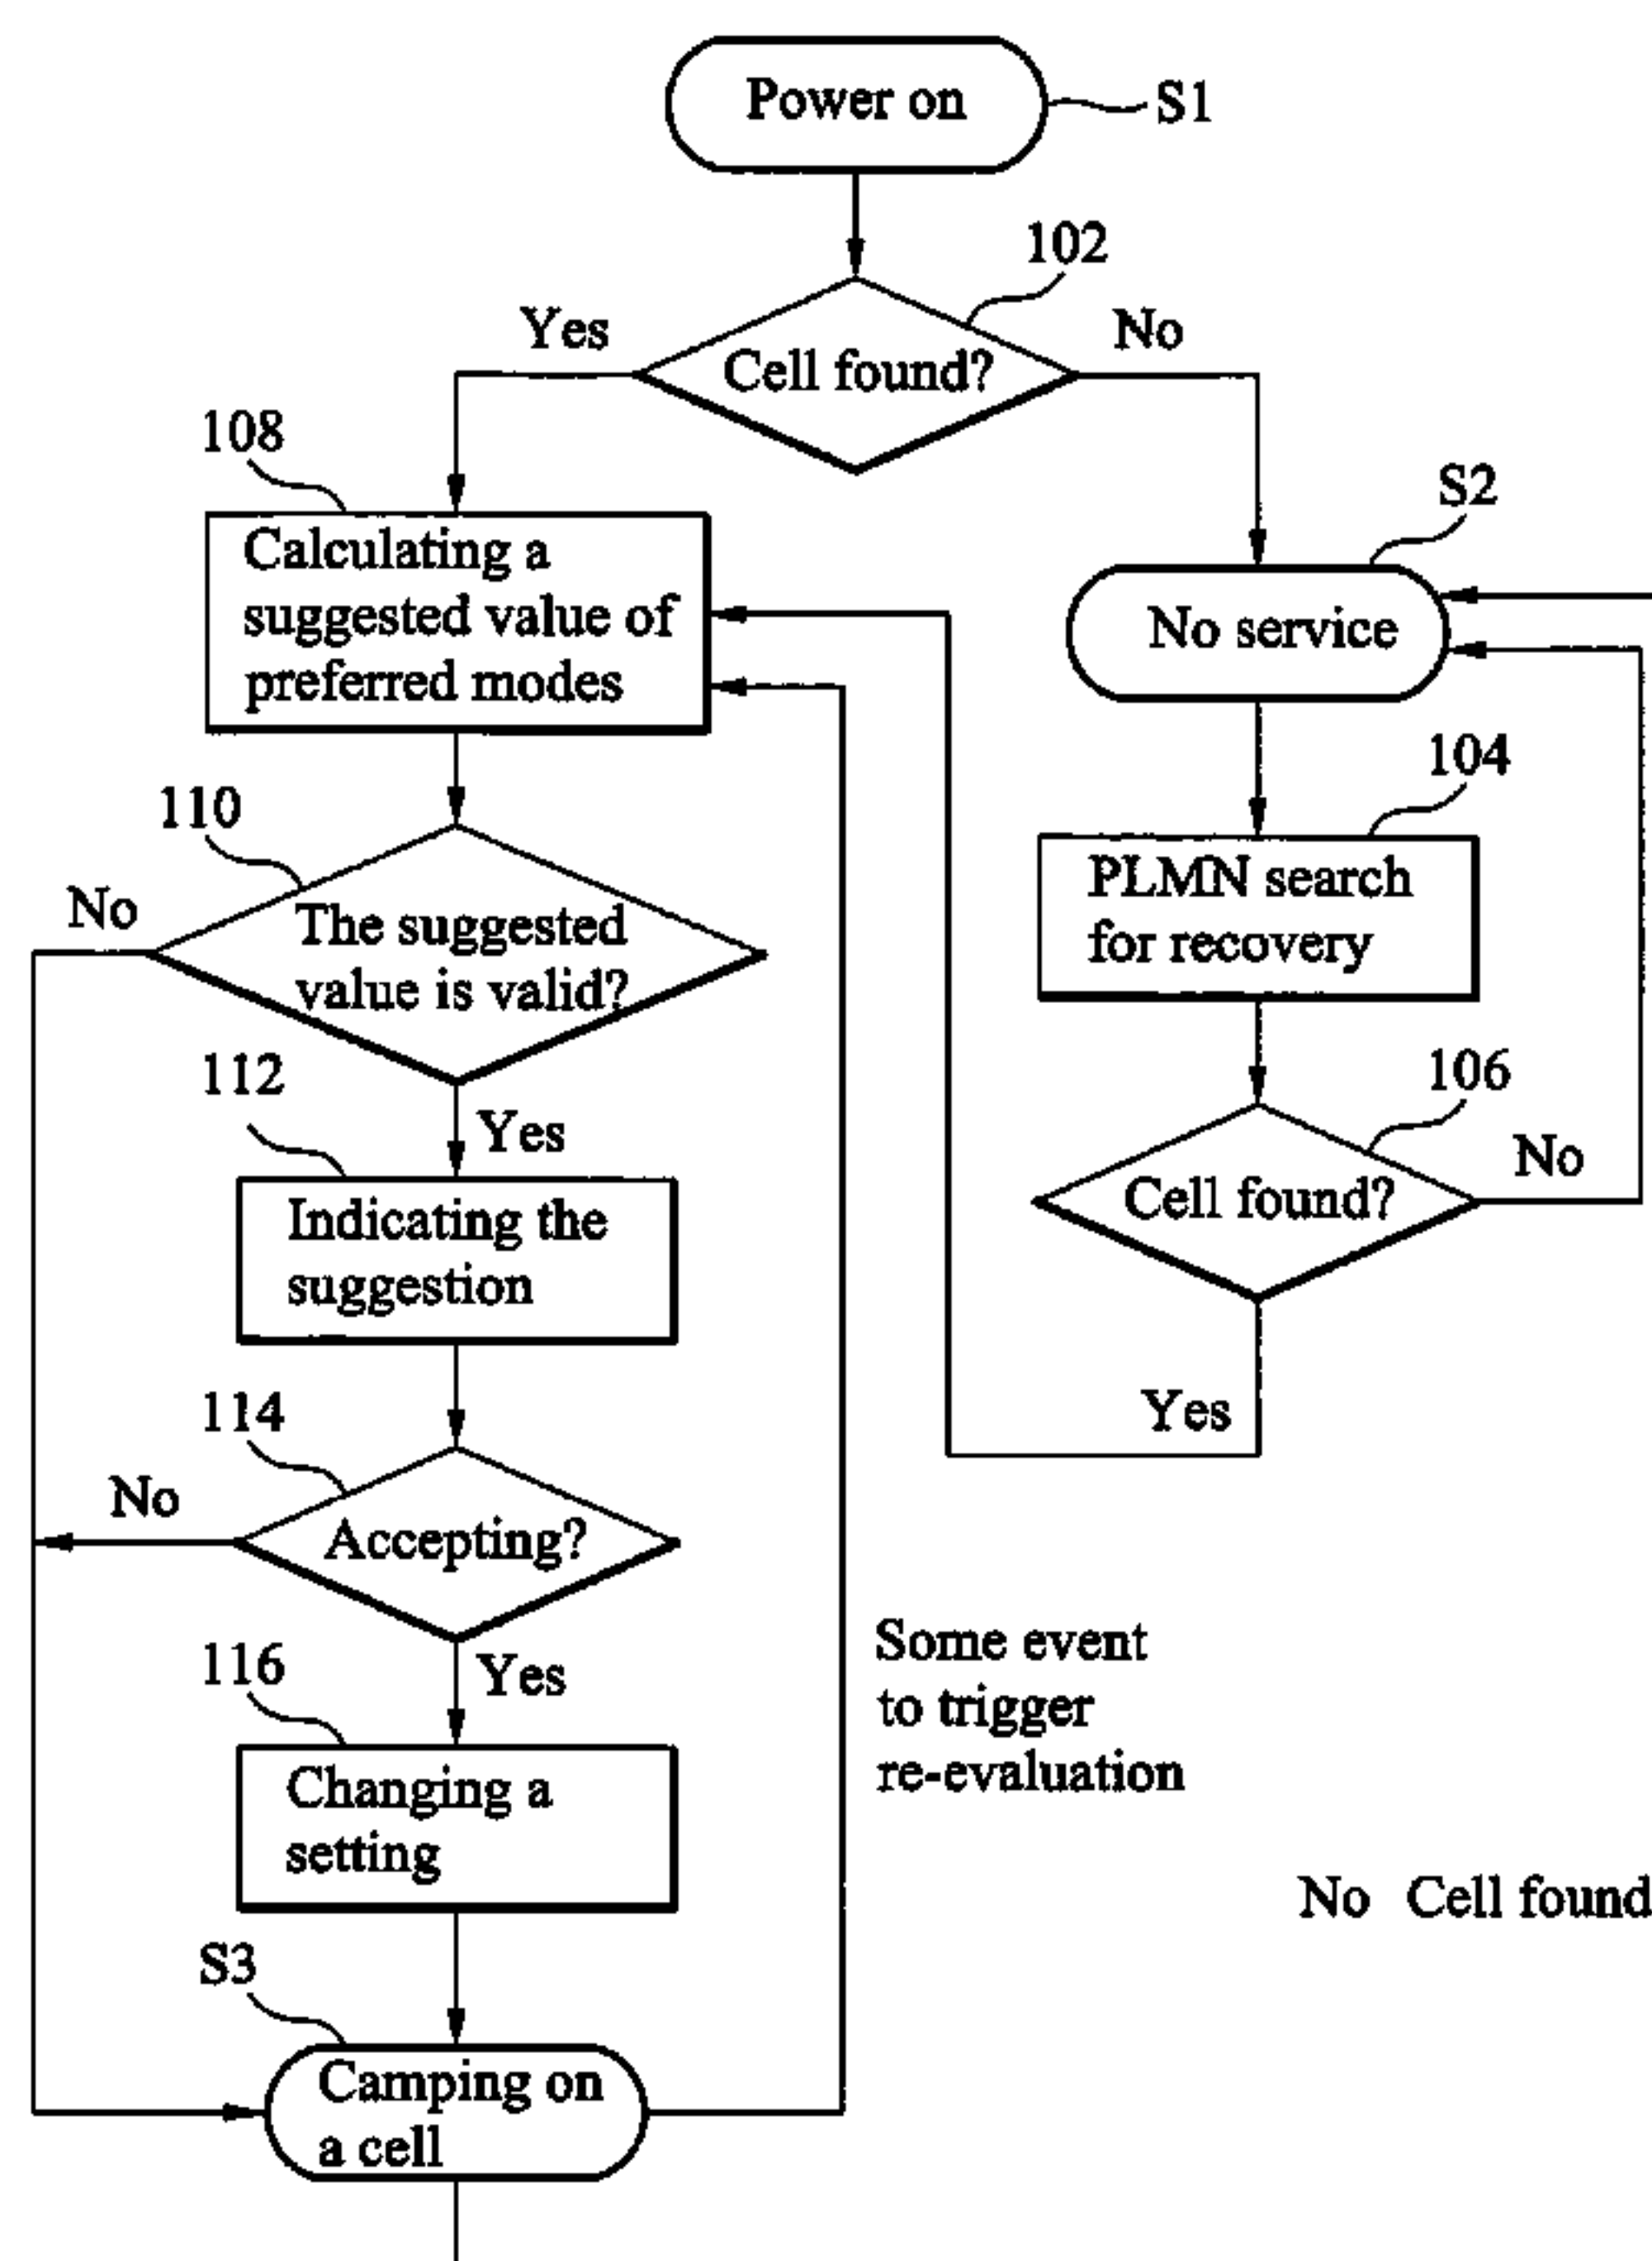 Power on
S1
102
Yes
No
Cell found?
108
S2
Calculating a
suggested value of
preferred modes
No service
104
110
PLMN search
for recovery
No
The suggested
value is valid?
112
106
Yes
No
Cell found?
Indicating the
suggestion
114
Yes
No
Accepting?
116
Yes
Some event
to trigger
re-evaluation
Changing a
setting
No Cell found
S3
Camping on
a cell